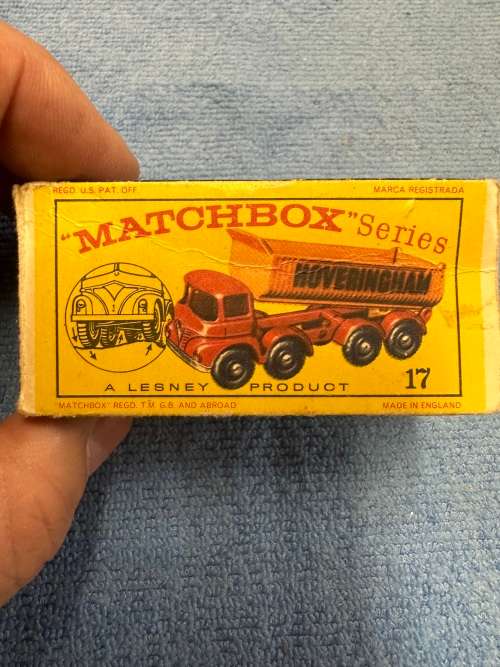 REGD. U.S. PAT. OFF MARCA REGISTRADA
"MATCHBOX" Series
HOVERINGHAM
A LESNEY PRODUCT 17
"MATCHBOX" REGD. T.M. G.B. AND ABROAD MADE IN ENGLAND